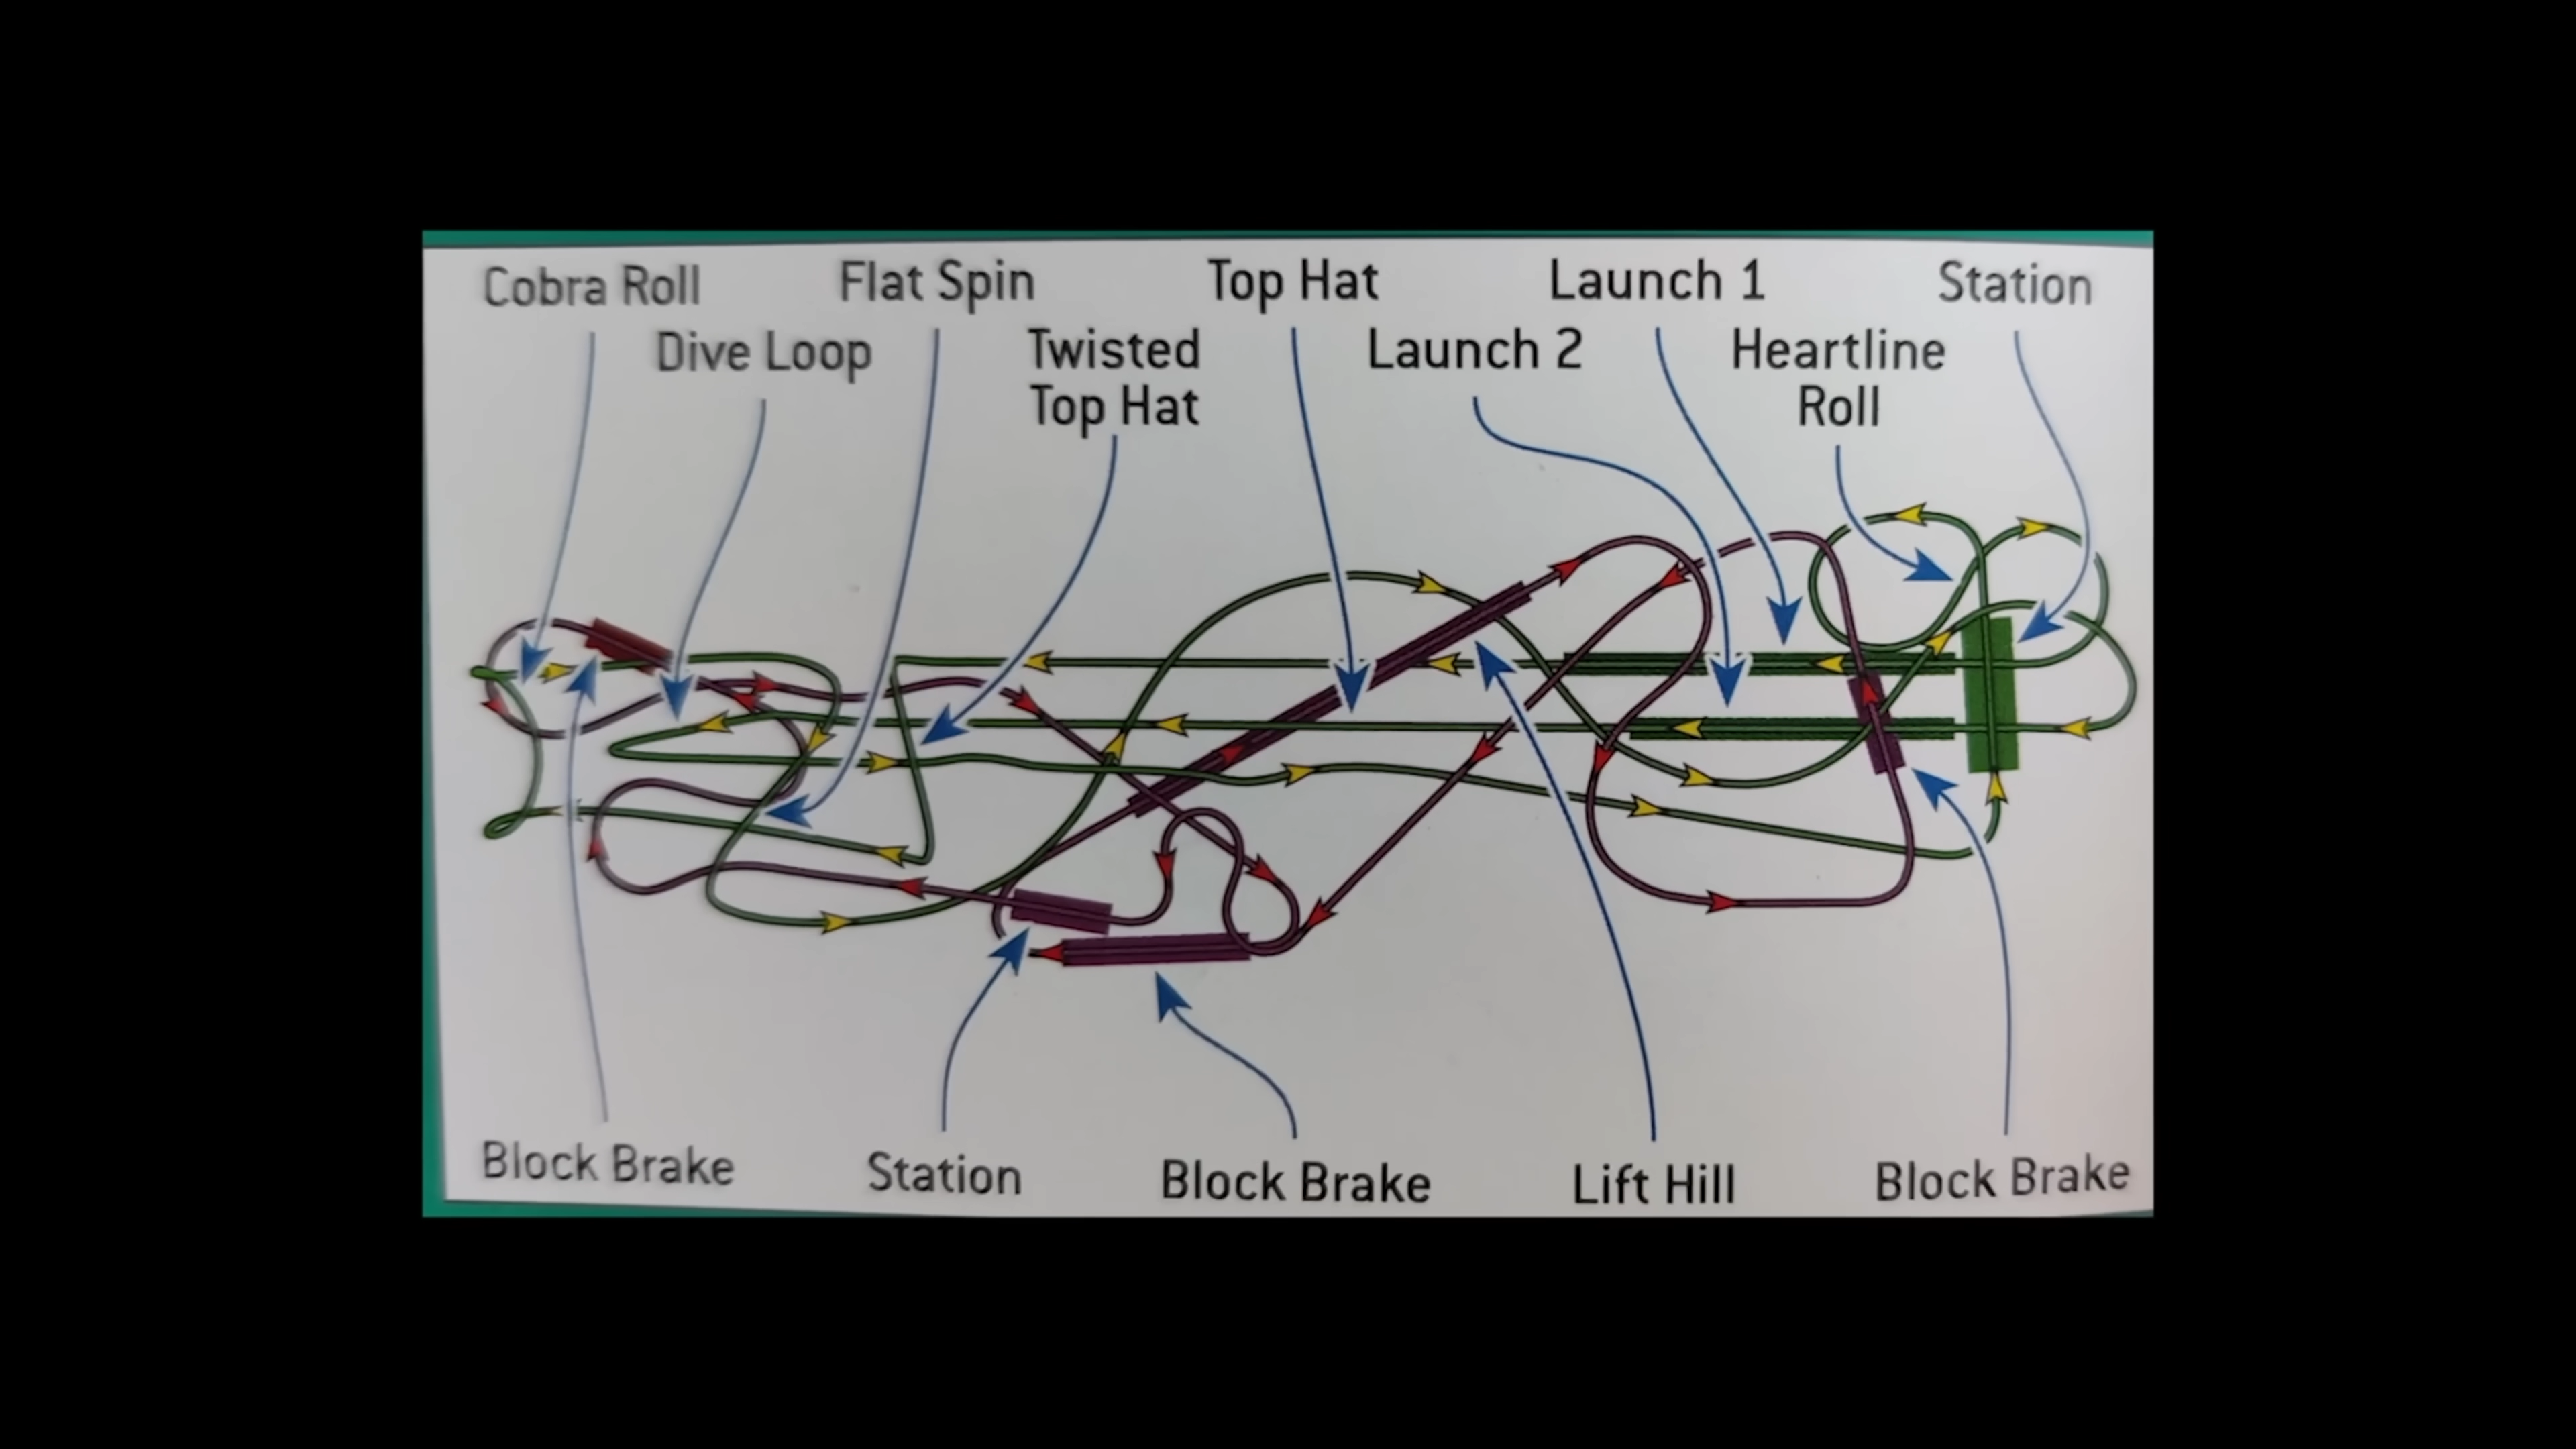 Cobra Roll
Flat Spin
Top Hat
Launch 1
Station
Dive Loop
Twisted
Top Hat
Launch 2
Heartline
Roll
Block Brake
Station
Block Brake
Lift Hill
Block Brake